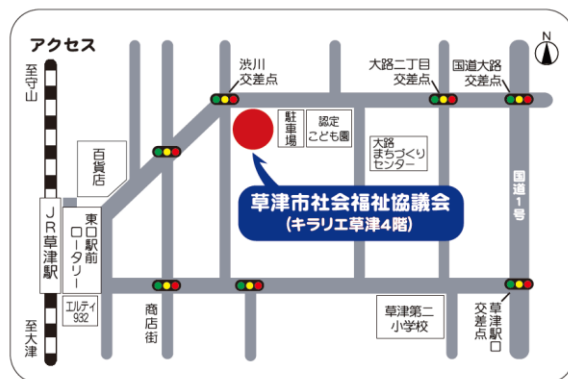 アクセス
至守山
渋川
交差点
大路二丁目
交差点
国道大路
交差点
N
駐車場
認定
こども園
百貨店
大路
まちづくり
センター
草津市社会福祉協議会
(キラリエ草津4階)
国道1号
JR草津駅
東口駅前
ロータリー
エルティ
932
商店街
草津第二
小学校
草津駅口
交差点
至大津